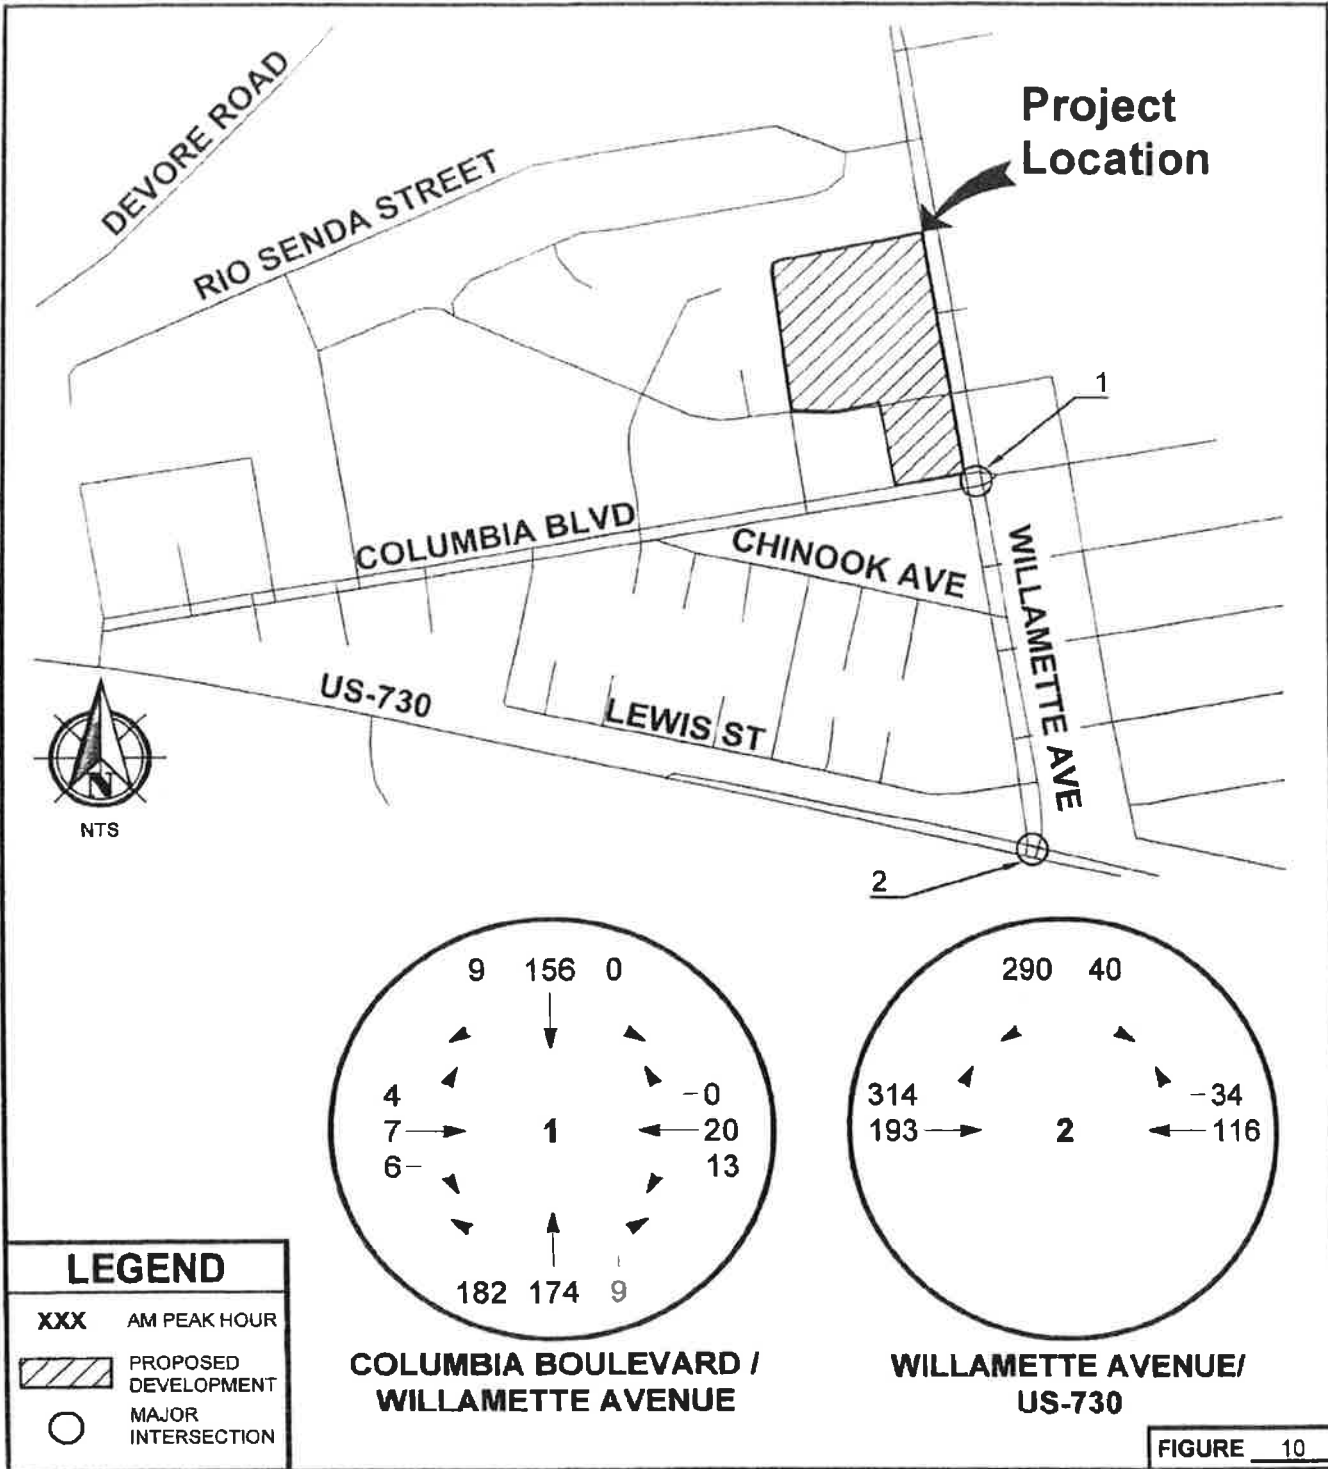 DEVORE ROAD
RIO SENDA STREET
Project
Location
1
COLUMBIA BLVD
CHINOOK AVE
WILLAMETTE AVE
US-730
LEWIS ST
N
NTS
2
9 156 0
4
7
6
1
0
20
13
182 174 9
COLUMBIA BOULEVARD /
WILLAMETTE AVENUE
290 40
314
193
2
34
116
WILLAMETTE AVENUE/
US-730
LEGEND
XXX AM PEAK HOUR
PROPOSED
DEVELOPMENT
MAJOR
INTERSECTION
FIGURE 10